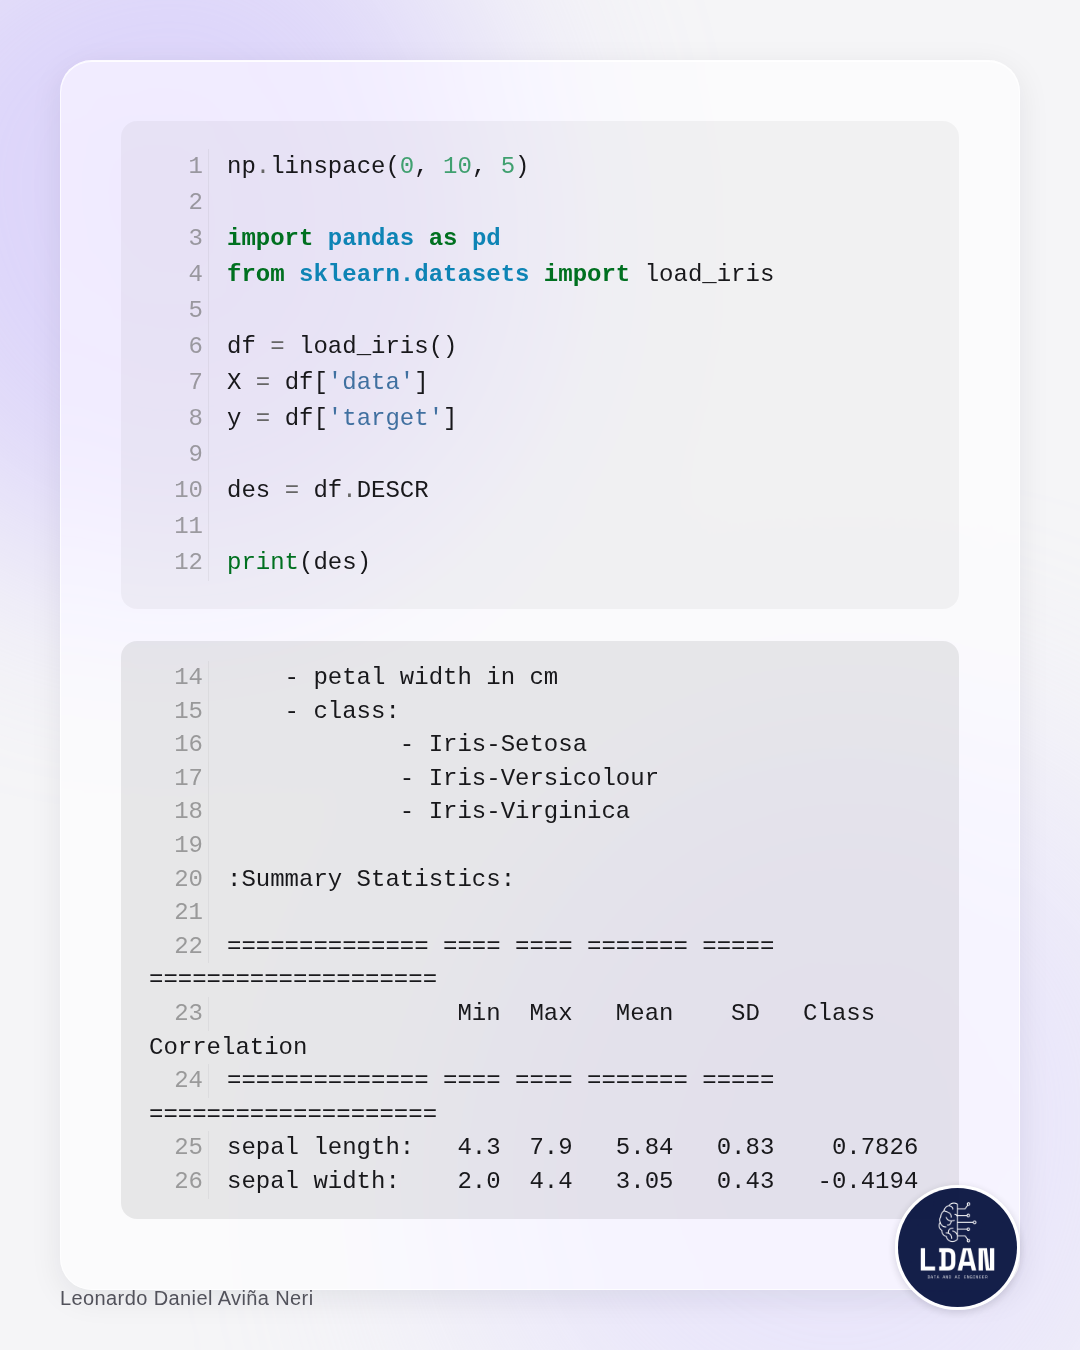 1 np.linspace(0, 10, 5)
2
3 import pandas as pd
4 from sklearn.datasets import load_iris
5
6 df = load_iris()
7 X = df['data']
8 y = df['target']
9
10 des = df.DESCR
11
12 print(des)
14     - petal width in cm
15     - class:
16             - Iris-Setosa
17             - Iris-Versicolour
18             - Iris-Virginica
19
20 :Summary Statistics:
21
22 ============== ==== ==== ======= =====
====================
23                 Min  Max   Mean    SD   Class
Correlation
24 ============== ==== ==== ======= =====
====================
25 sepal length:   4.3  7.9   5.84   0.83    0.7826
26 sepal width:    2.0  4.4   3.05   0.43   -0.4194
LDAN
DATA AND AI ENGINEER
Leonardo Daniel Aviña Neri